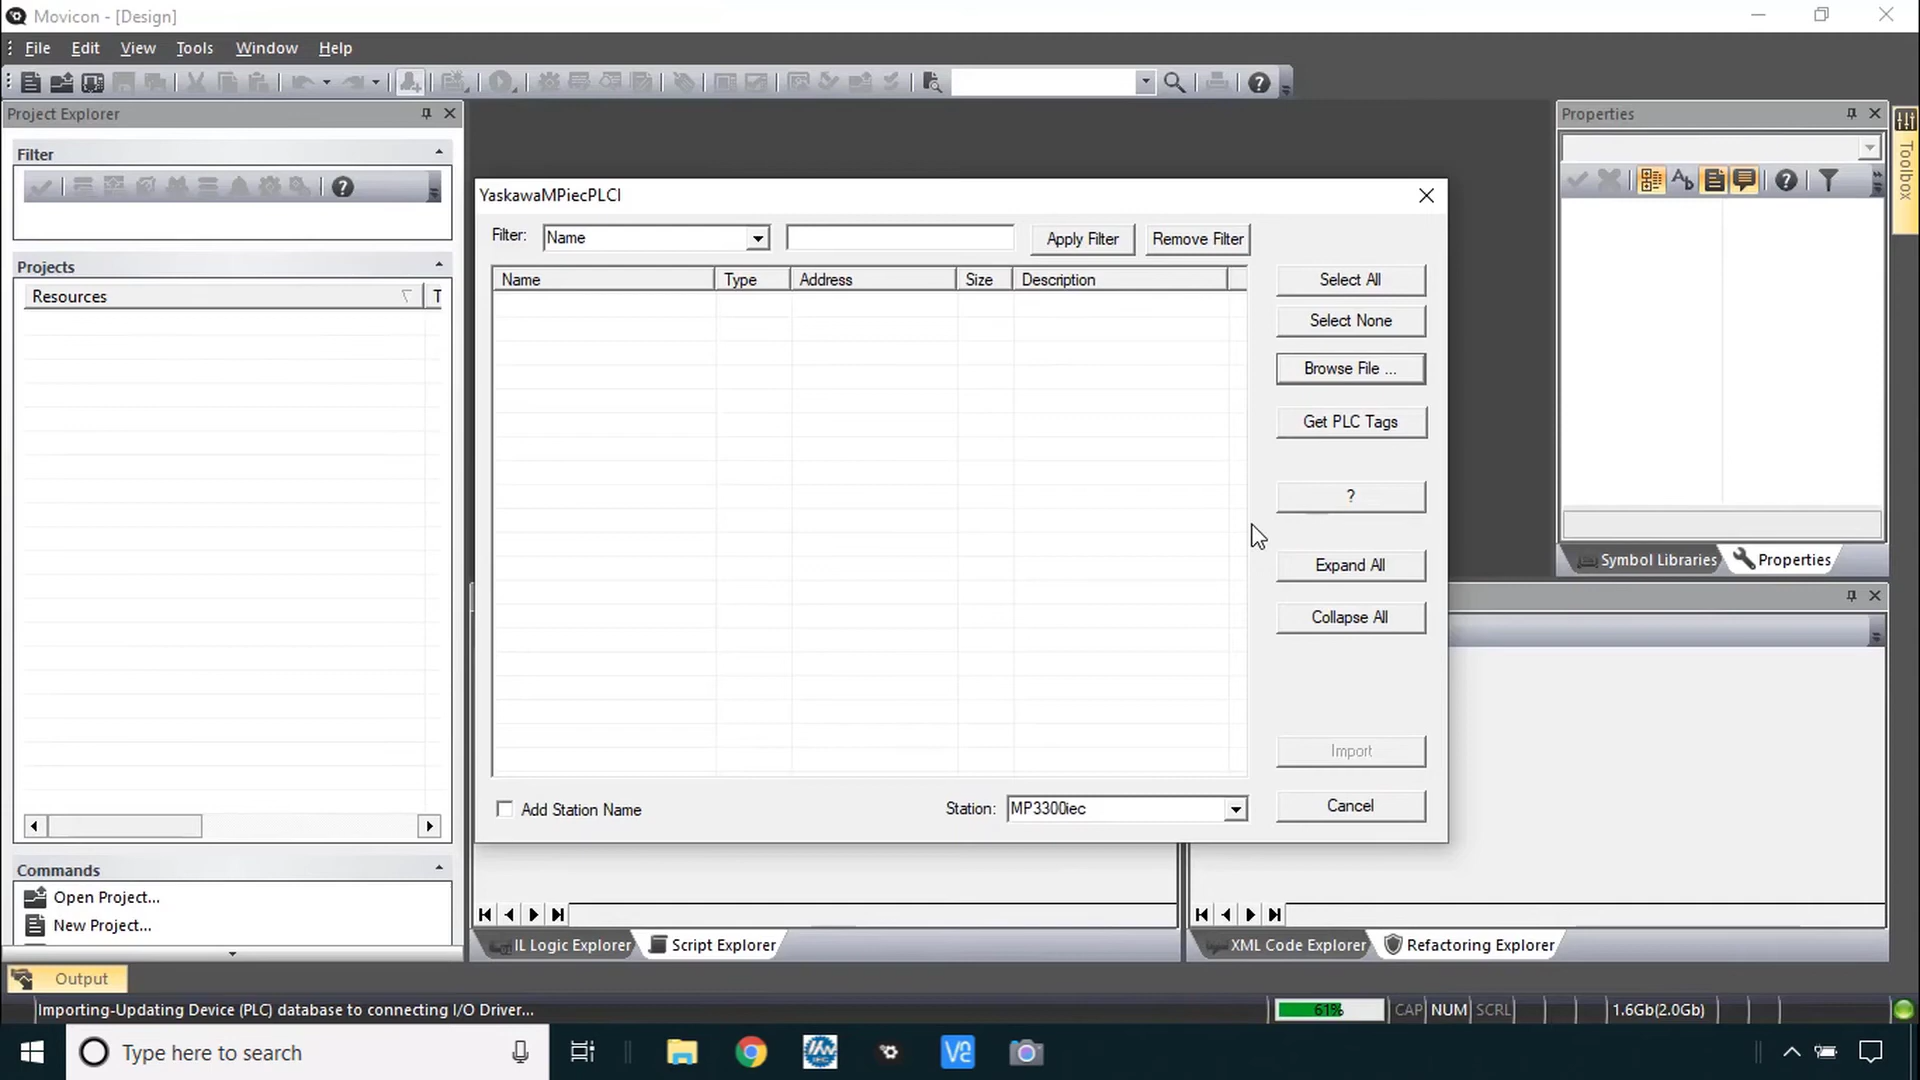 Movicon - [Design]
File Edit View Tools Window Help
Project Explorer
Filter
Projects
Resources T
Commands
Open Project...
New Project...
YaskawaMPiecPLCI
Filter: Name Apply Filter Remove Filter
Name Type Address Size Description
Select All
Select None
Browse File ...
Get PLC Tags
?
Expand All
Collapse All
Import
Cancel
Add Station Name Station: MP3300iec
Properties
Toolbox
Symbol Libraries Properties
IL Logic Explorer Script Explorer
XML Code Explorer Refactoring Explorer
Output
Importing-Updating Device (PLC) database to connecting I/O Driver... 61% CAP NUM SCRL 1.6Gb(2.0Gb)
Type here to search